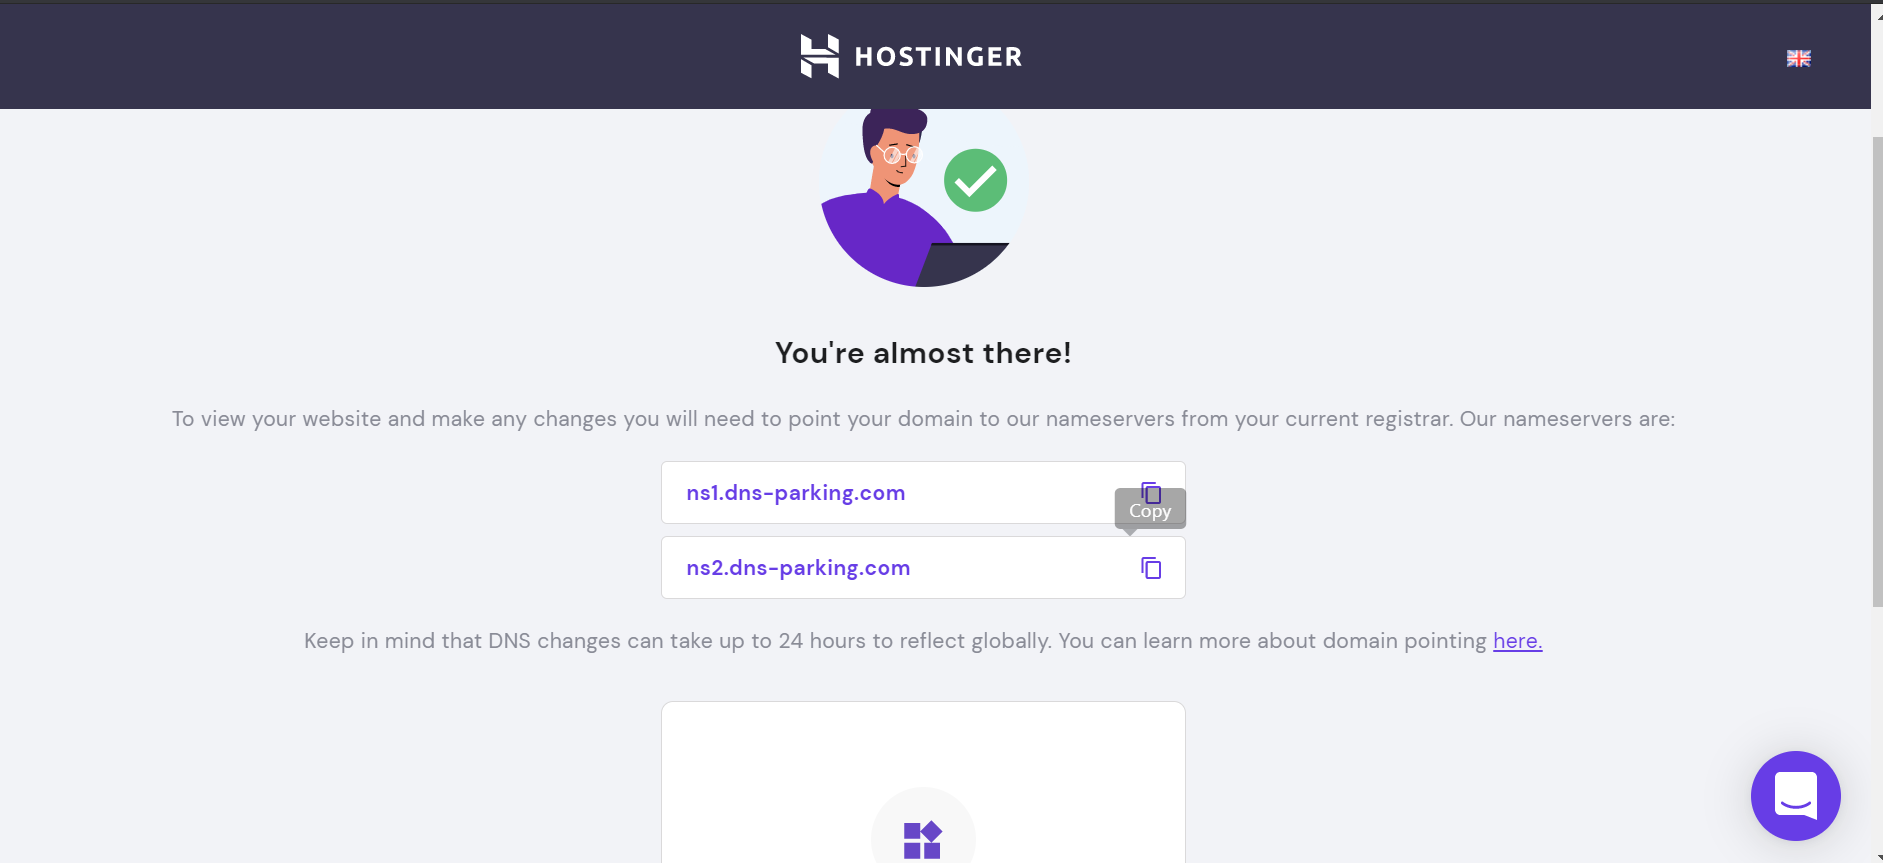 HOSTINGER
You're almost there!
To view your website and make any changes you will need to point your domain to our nameservers from your current registrar. Our nameservers are:
ns1.dns-parking.com
Copy
ns2.dns-parking.com
Keep in mind that DNS changes can take up to 24 hours to reflect globally. You can learn more about domain pointing here.